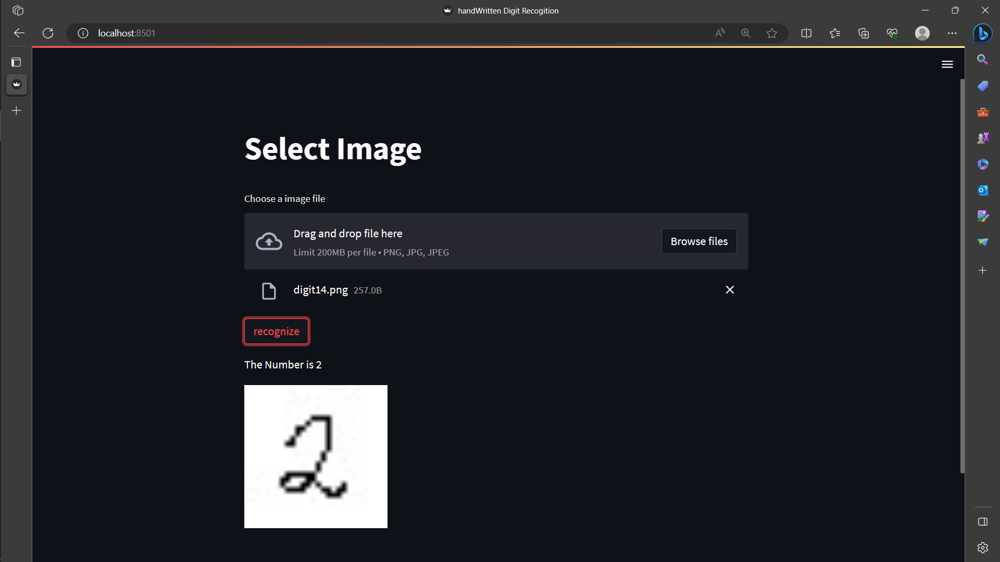 handWritten Digit Recogition
localhost:8501
Select Image
Choose a image file
Drag and drop file here
Limit 200MB per file • PNG, JPG, JPEG
Browse files
digit14.png 257.0B
recognize
The Number is 2
2